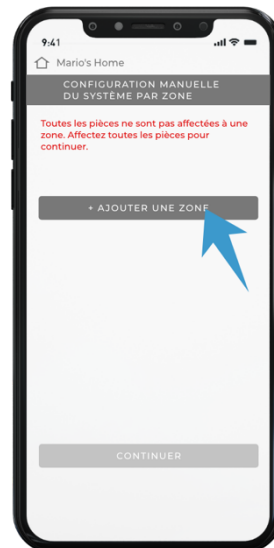 9:41
Mario's Home
CONFIGURATION MANUELLE
DU SYSTÈME PAR ZONE
Toutes les pièces ne sont pas affectées à une
zone. Affectez toutes les pièces pour
continuer.
+ AJOUTER UNE ZONE
CONTINUER